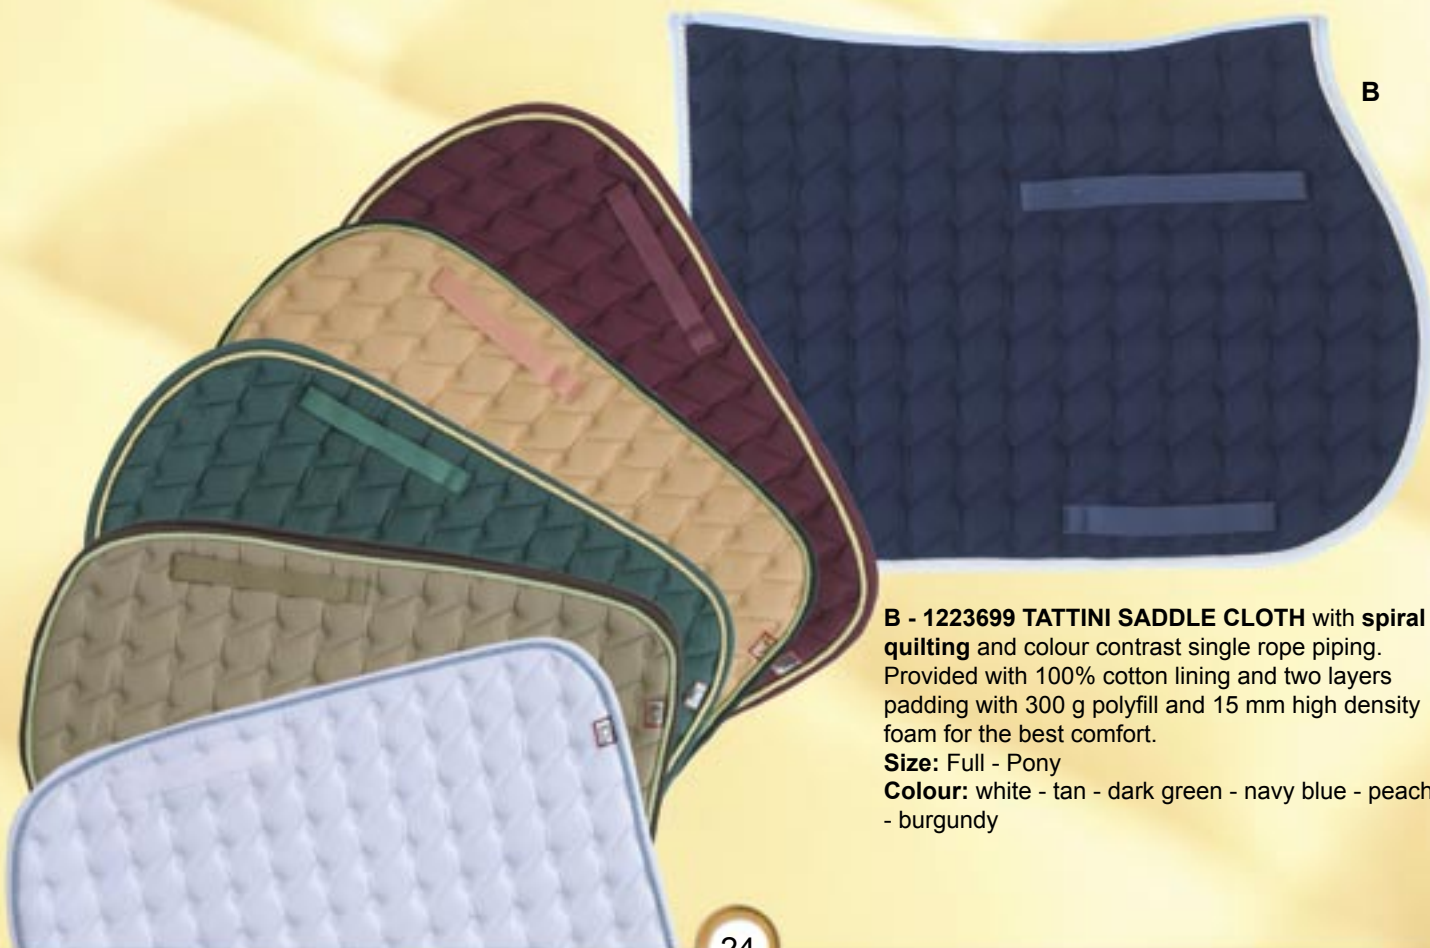 B
B - 1223699 TATTINI SADDLE CLOTH with spiral
quilting and colour contrast single rope piping.
Provided with 100% cotton lining and two layers
padding with 300 g polyfill and 15 mm high density
foam for the best comfort.
Size: Full - Pony
Colour: white - tan - dark green - navy blue - peach
- burgundy
24